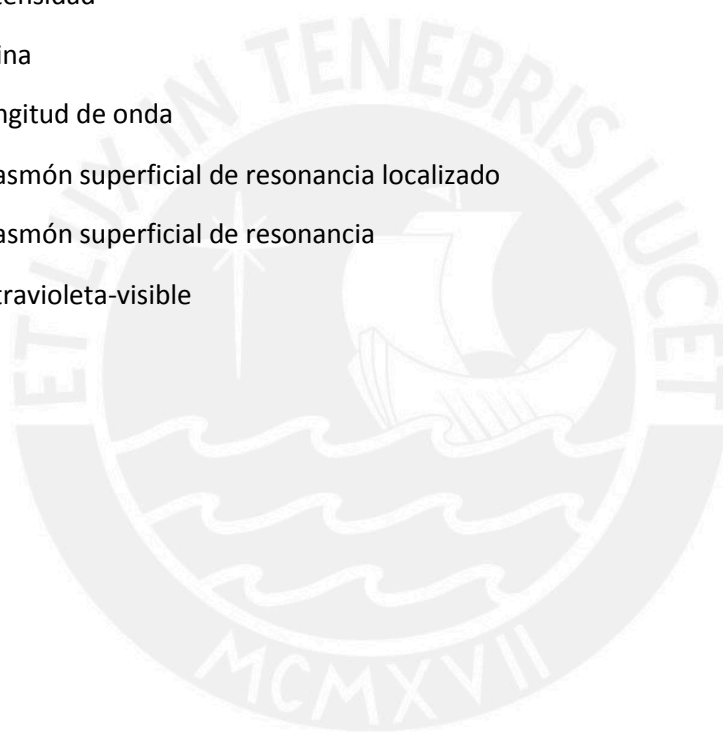 tensidad
ina
ngitud de onda
asmón superficial de resonancia localizado
asmón superficial de resonancia
travioleta-visible
ET LUX IN TENEBRIS LUCET
MCMXVII